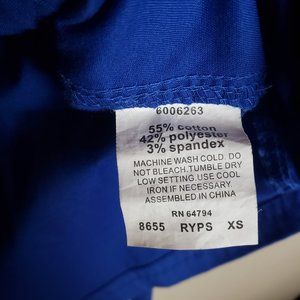 6006263
55% cotton
42% polyester
3% spandex
MACHINE WASH COLD. DO
NOT BLEACH. TUMBLE DRY
LOW SETTING. USE COOL
IRON IF NECESSARY.
ASSEMBLED IN CHINA
RN 64794
8655 RYPS XS